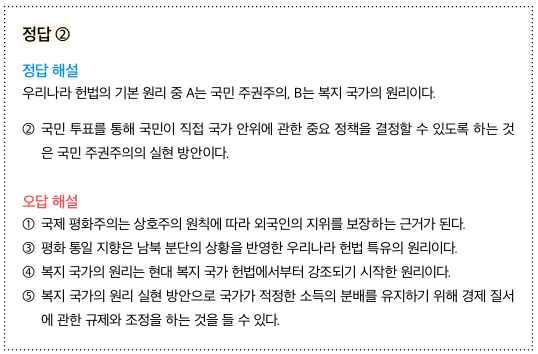 정답 ②
정답 해설
우리나라 헌법의 기본 원리 중 A는 국민 주권주의, B는 복지 국가의 원리이다.
② 국민 투표를 통해 국민이 직접 국가 안위에 관한 중요 정책을 결정할 수 있도록 하는 것
은 국민 주권주의의 실현 방안이다.
오답 해설
① 국제 평화주의는 상호주의 원칙에 따라 외국인의 지위를 보장하는 근거가 된다.
③ 평화 통일 지향은 남북 분단의 상황을 반영한 우리나라 헌법 특유의 원리이다.
④ 복지 국가의 원리는 현대 복지 국가 헌법에서부터 강조되기 시작한 원리이다.
⑤ 복지 국가의 원리 실현 방안으로 국가가 적정한 소득의 분배를 유지하기 위해 경제 질서
에 관한 규제와 조정을 하는 것을 들 수 있다.